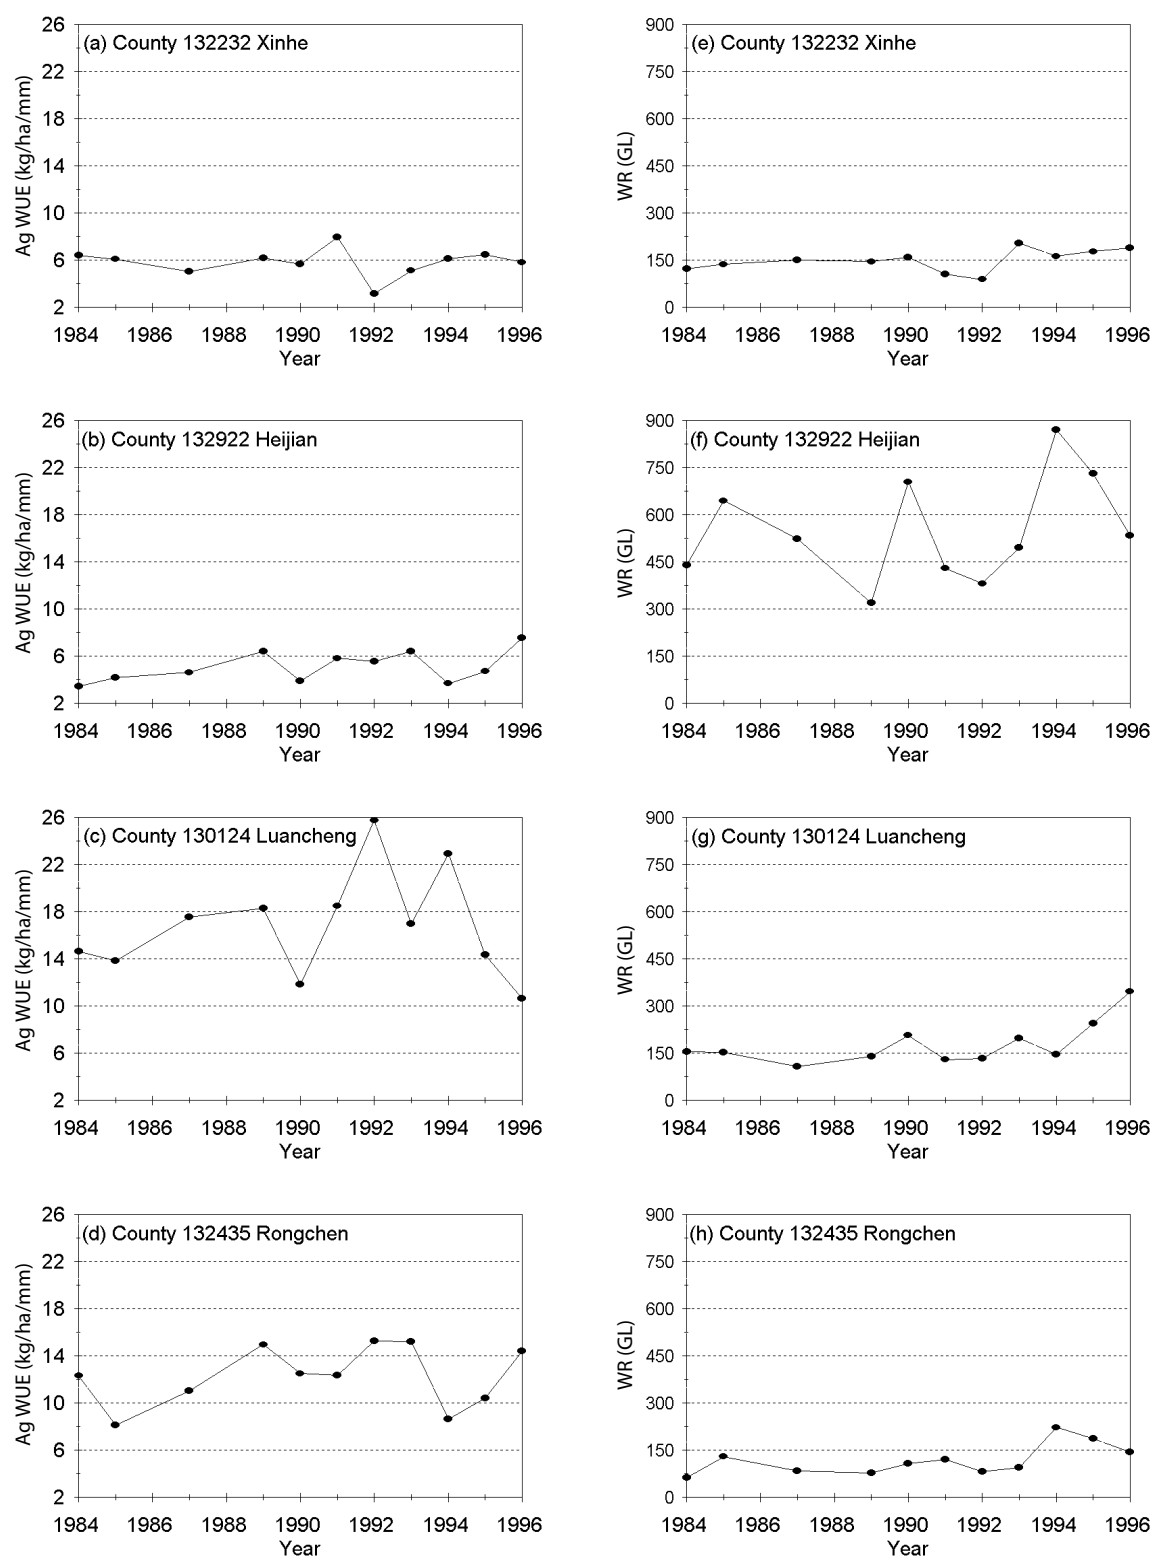 (a) County 132232 Xinhe
Ag WUE (kg/ha/mm)
26
22
18
14
10
6
2
1984 1986 1988 1990 1992 1994 1996
Year
(e) County 132232 Xinhe
WR (GL)
900
750
600
450
300
150
0
1984 1986 1988 1990 1992 1994 1996
Year
(b) County 132922 Heijian
Ag WUE (kg/ha/mm)
26
22
18
14
10
6
2
1984 1986 1988 1990 1992 1994 1996
Year
(f) County 132922 Heijian
WR (GL)
900
750
600
450
300
150
0
1984 1986 1988 1990 1992 1994 1996
Year
(c) County 130124 Luancheng
Ag WUE (kg/ha/mm)
26
22
18
14
10
6
2
1984 1986 1988 1990 1992 1994 1996
Year
(g) County 130124 Luancheng
WR (GL)
900
750
600
450
300
150
0
1984 1986 1988 1990 1992 1994 1996
Year
(d) County 132435 Rongchen
Ag WUE (kg/ha/mm)
26
22
18
14
10
6
2
1984 1986 1988 1990 1992 1994 1996
Year
(h) County 132435 Rongchen
WR (GL)
900
750
600
450
300
150
0
1984 1986 1988 1990 1992 1994 1996
Year